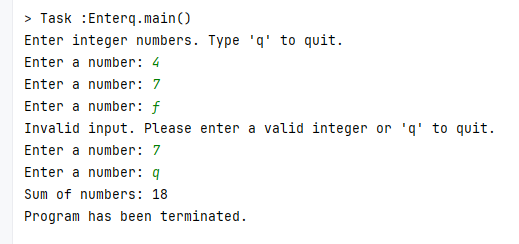 > Task :Enterq.main()
Enter integer numbers. Type 'q' to quit.
Enter a number: 4
Enter a number: 7
Enter a number: f
Invalid input. Please enter a valid integer or 'q' to quit.
Enter a number: 7
Enter a number: q
Sum of numbers: 18
Program has been terminated.